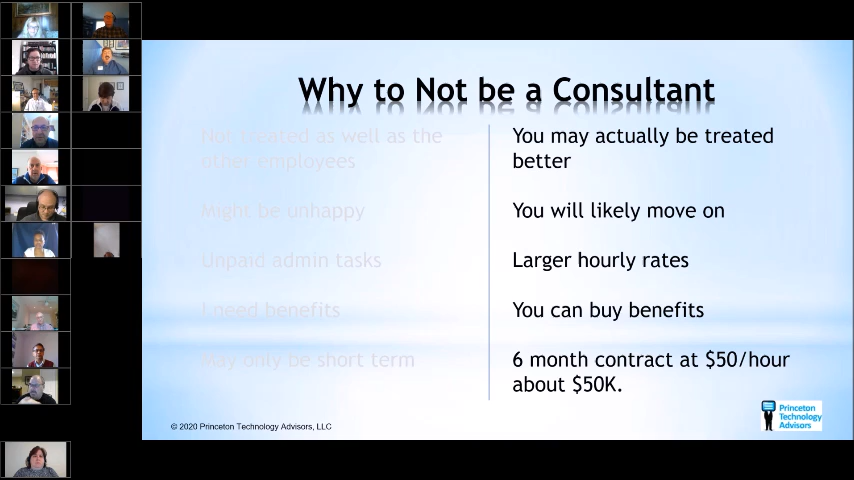 Why to Not be a Consultant
Not treated as well as the
other employees
You may actually be treated
better
Might be unhappy
You will likely move on
Unpaid admin tasks
Larger hourly rates
I need benefits
You can buy benefits
May only be short term
6 month contract at $50/hour
about $50K.
© 2020 Princeton Technology Advisors, LLC
Princeton
Technology
Advisors